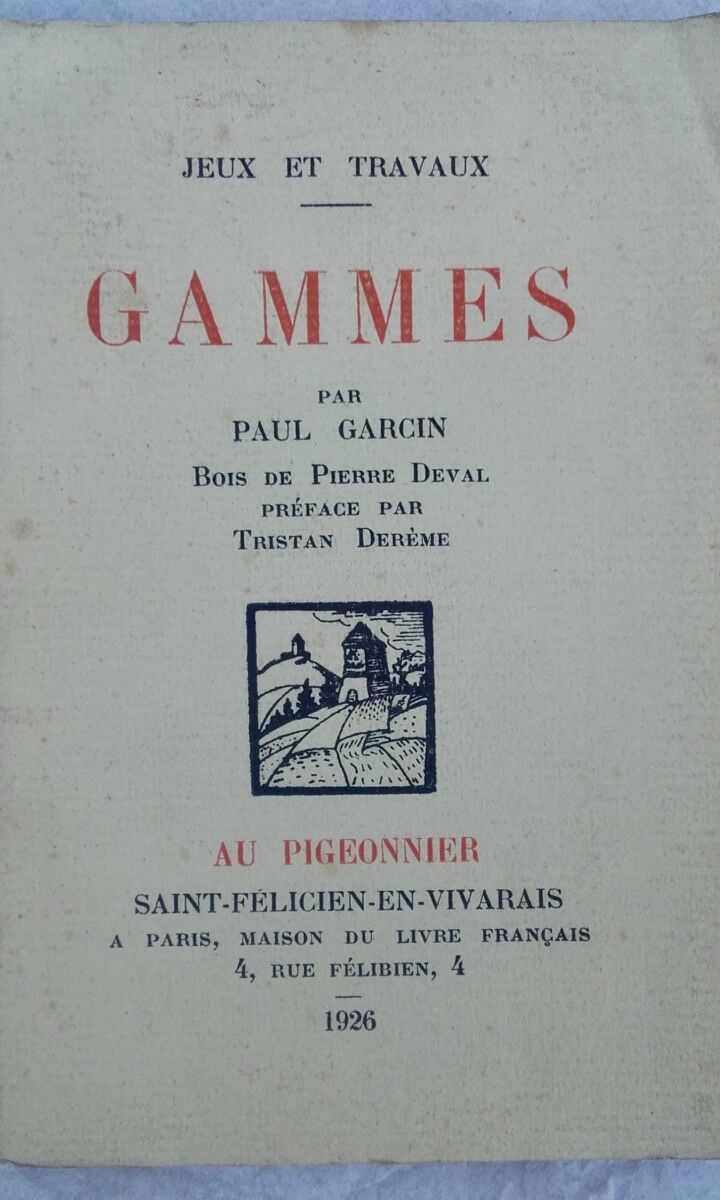 JEUX ET TRAVAUX
GAMMES
PAR
PAUL GARCIN
BOIS DE PIERRE DEVAL
PRÉFACE PAR
TRISTAN DERÈME
AU PIGEONNIER
SAINT-FÉLICIEN-EN-VIVARAIS
A PARIS, MAISON DU LIVRE FRANÇAIS
4, RUE FÉLIBIEN, 4
1926